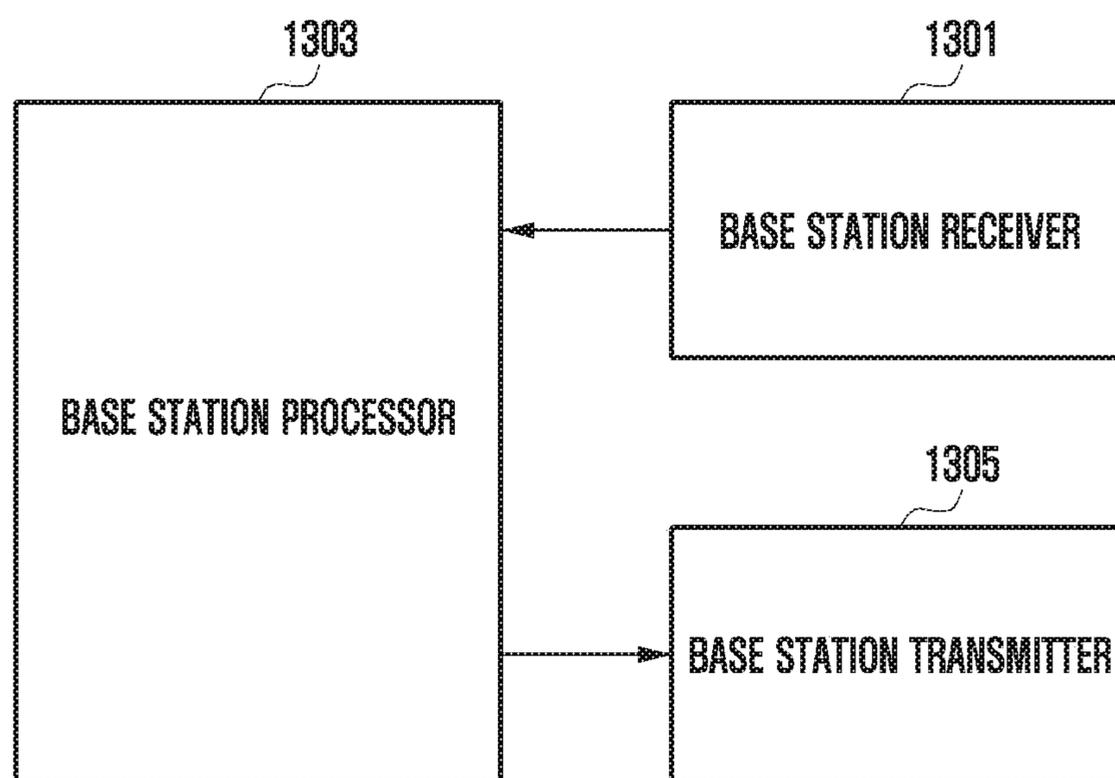 1303
1301
BASE STATION RECEIVER
BASE STATION PROCESSOR
1305
BASE STATION TRANSMITTER